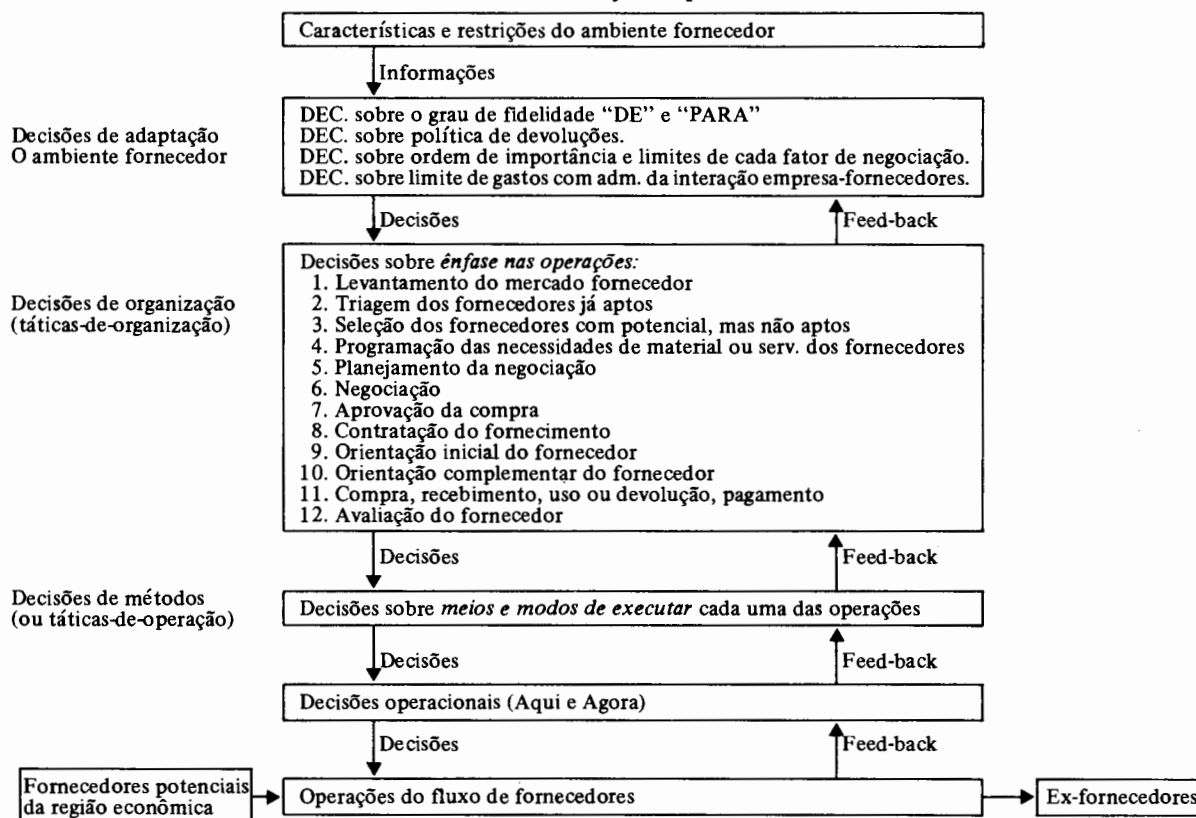 Características e restrições do ambiente fornecedor
Informações
Decisões de adaptação
O ambiente fornecedor
DEC. sobre o grau de fidelidade “DE” e “PARA”
DEC. sobre política de devoluções.
DEC. sobre ordem de importância e limites de cada fator de negociação.
DEC. sobre limite de gastos com adm. da interação empresa-fornecedores.
Decisões
Feed-back
Decisões de organização
(táticas-de-organização)
Decisões sobre ênfase nas operações:
1. Levantamento do mercado fornecedor
2. Triagem dos fornecedores já aptos
3. Seleção dos fornecedores com potencial, mas não aptos
4. Programação das necessidades de material ou serv. dos fornecedores
5. Planejamento da negociação
6. Negociação
7. Aprovação da compra
8. Contratação do fornecimento
9. Orientação inicial do fornecedor
10. Orientação complementar do fornecedor
11. Compra, recebimento, uso ou devolução, pagamento
12. Avaliação do fornecedor
Decisões
Feed-back
Decisões de métodos
(ou táticas-de-operação)
Decisões sobre meios e modos de executar cada uma das operações
Decisões
Feed-back
Decisões operacionais (Aqui e Agora)
Decisões
Feed-back
Fornecedores potenciais
da região econômica
Operações do fluxo de fornecedores
Ex-fornecedores